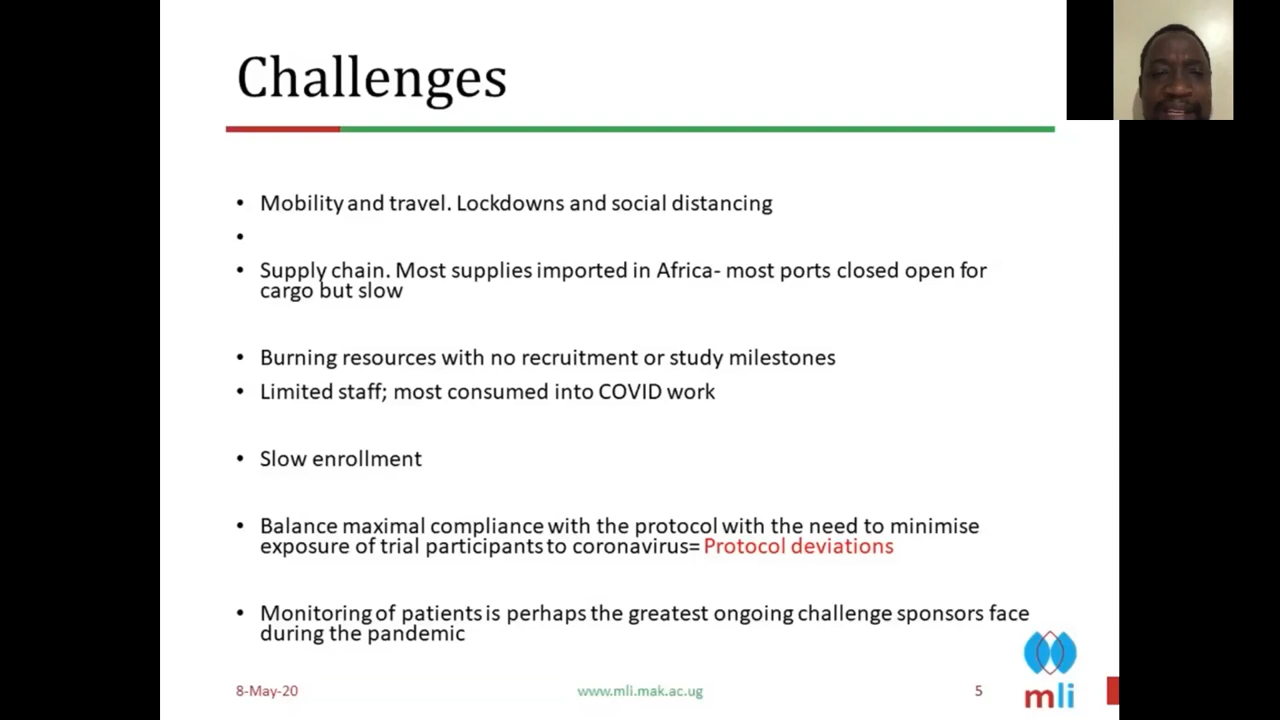 Challenges
• Mobility and travel. Lockdowns and social distancing
•
• Supply chain. Most supplies imported in Africa- most ports closed open for
cargo but slow
• Burning resources with no recruitment or study milestones
• Limited staff; most consumed into COVID work
• Slow enrollment
• Balance maximal compliance with the protocol with the need to minimise
exposure of trial participants to coronavirus= Protocol deviations
• Monitoring of patients is perhaps the greatest ongoing challenge sponsors face
during the pandemic
8-May-20
www.mli.mak.ac.ug
5
mli